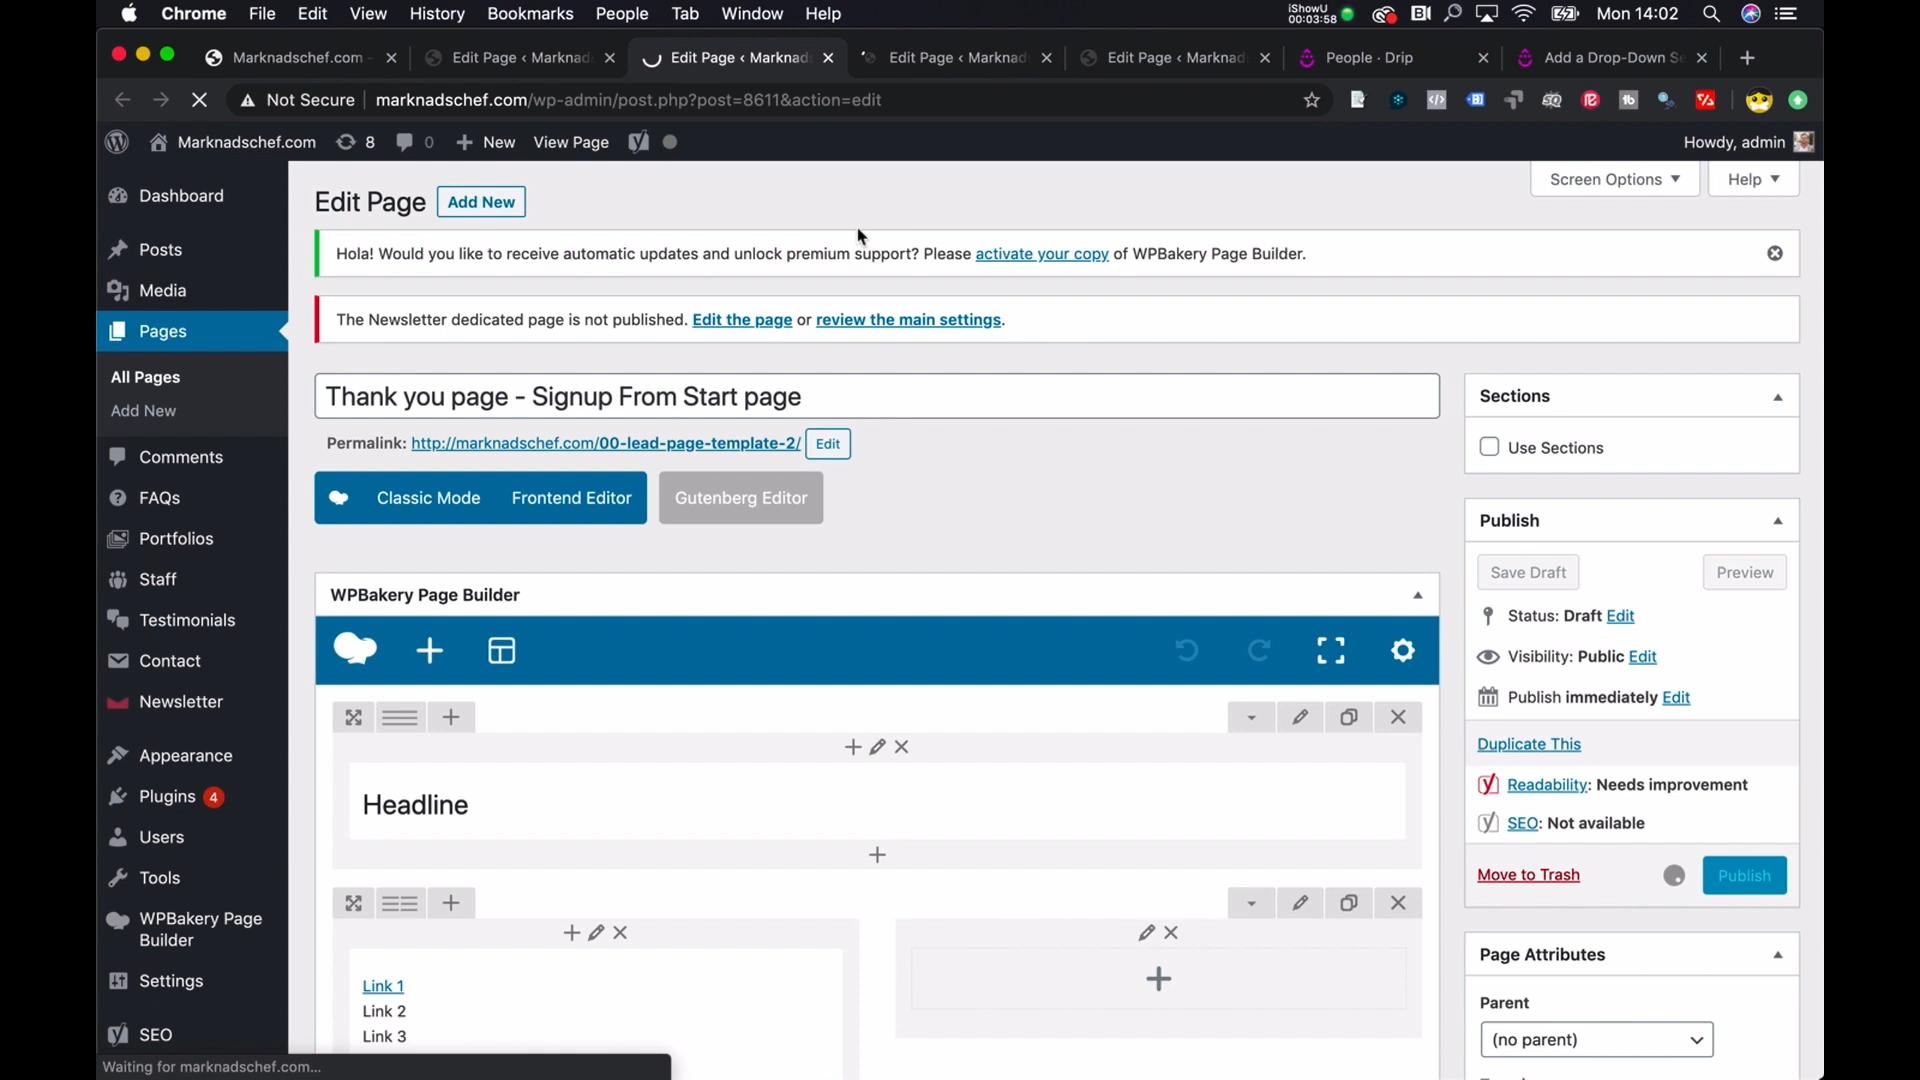 Chrome File Edit View History Bookmarks People Tab Window Help iShowU 00:03:58 Mon 14:02
Marknadschef.com - Edit Page ‹ Marknad Edit Page ‹ Marknad Edit Page ‹ Marknad Edit Page ‹ Marknad People · Drip Add a Drop-Down Se
Not Secure marknadschef.com/wp-admin/post.php?post=8611&action=edit
Marknadschef.com 8 0 New View Page Howdy, admin
Dashboard
Posts
Media
Pages
All Pages
Add New
Comments
FAQs
Portfolios
Staff
Testimonials
Contact
Newsletter
Appearance
Plugins 4
Users
Tools
WPBakery Page
Builder
Settings
SEO
Waiting for marknadschef.com...
Screen Options Help
Edit Page Add New
Hola! Would you like to receive automatic updates and unlock premium support? Please activate your copy of WPBakery Page Builder.
The Newsletter dedicated page is not published. Edit the page or review the main settings.
Thank you page - Signup From Start page
Permalink: http://marknadschef.com/00-lead-page-template-2/ Edit
Classic Mode Frontend Editor Gutenberg Editor
WPBakery Page Builder
Headline
Link 1
Link 2
Link 3
Sections
Use Sections
Publish
Save Draft Preview
Status: Draft Edit
Visibility: Public Edit
Publish immediately Edit
Duplicate This
Readability: Needs improvement
SEO: Not available
Move to Trash Publish
Page Attributes
Parent
(no parent)